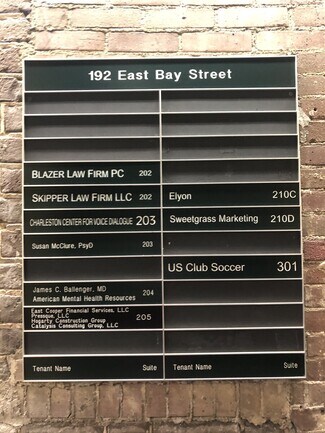 192 East Bay Street
BLAZER LAW FIRM PC 202
SKIPPER LAW FIRM LLC 202
CHARLESTON CENTER FOR VOICE DIALOGUE 203
Susan McClure, PsyD 203
James C. Ballenger, MD
American Mental Health Resources 204
East Cooper Financial Services, LLC
Presque, LLC
Hogarty Construction Group
Catalysis Consulting Group, LLC 205
Tenant Name Suite
Elyon 210C
Sweetgrass Marketing 210D
US Club Soccer 301
Tenant Name Suite